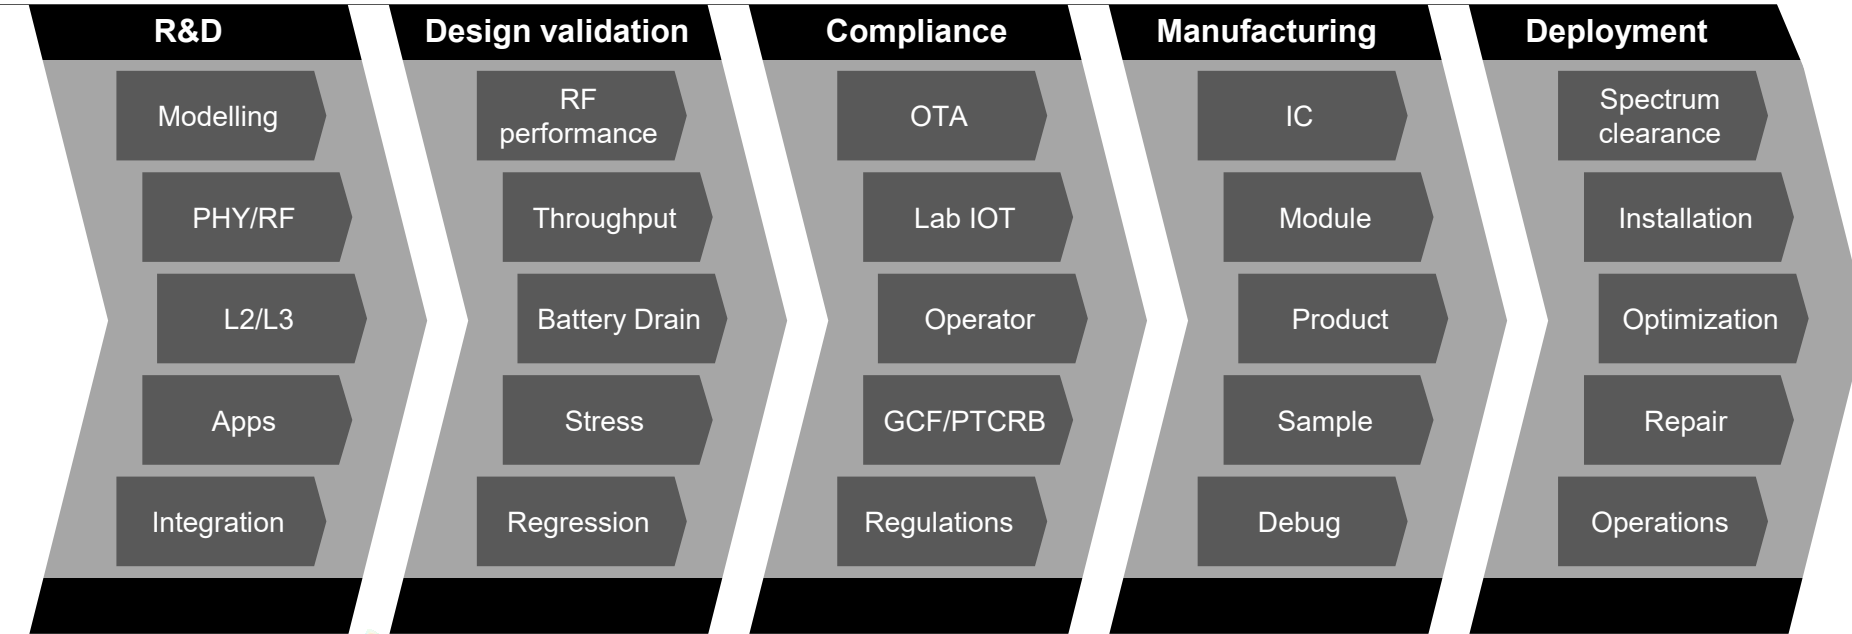 R&D
Modelling
PHY/RF
L2/L3
Apps
Integration
Design validation
RF
performance
Throughput
Battery Drain
Stress
Regression
Compliance
OTA
Lab IOT
Operator
GCF/PTCRB
Regulations
Manufacturing
IC
Module
Product
Sample
Debug
Deployment
Spectrum
clearance
Installation
Optimization
Repair
Operations